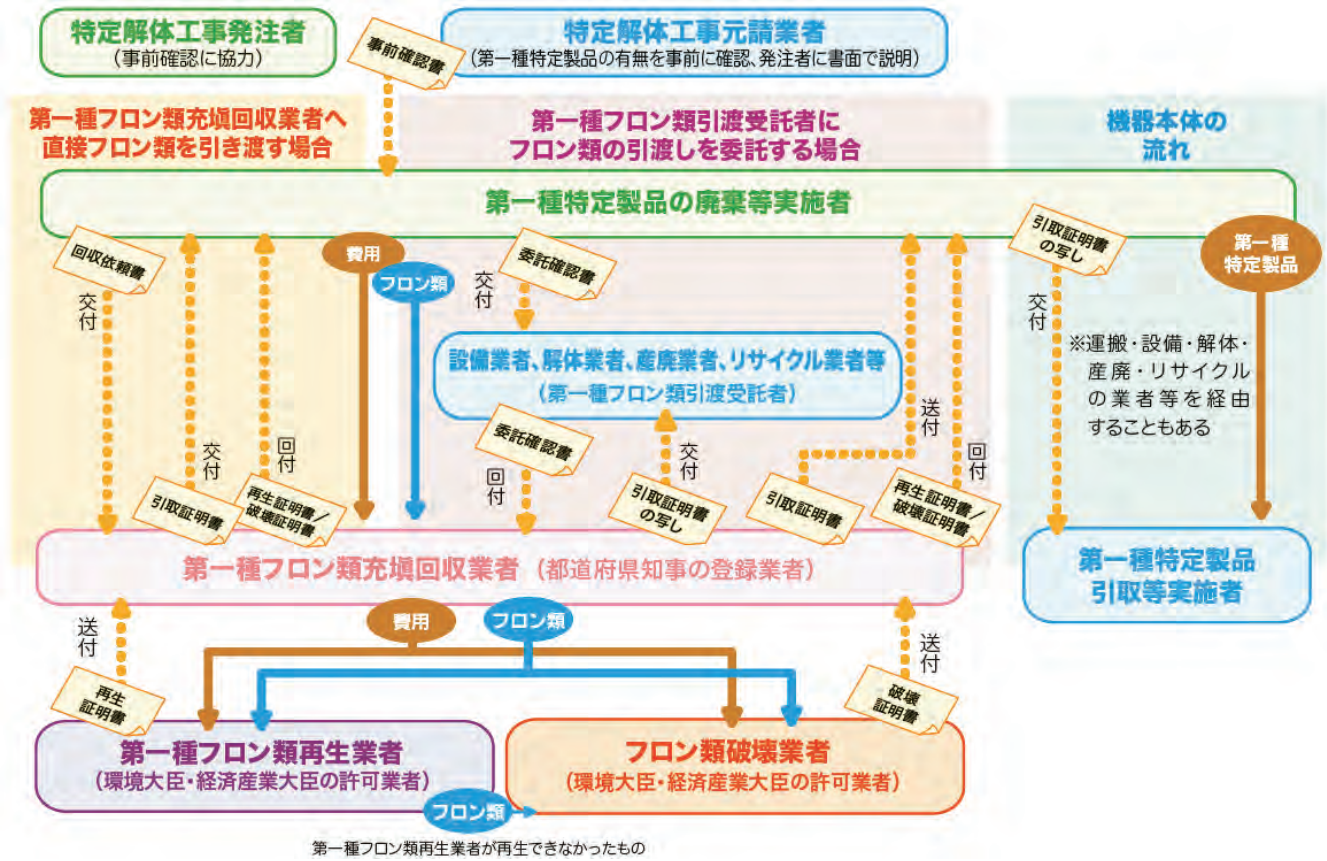 特定解体工事発注者
(事前確認に協力)
事前確認書
特定解体工事元請業者
(第一種特定製品の有無を事前に確認、発注者に書面で説明)
第一種フロン類充塡回収業者へ
直接フロン類を引き渡す場合
第一種フロン類引渡受託者に
フロン類の引渡しを委託する場合
機器本体の
流れ
第一種特定製品の廃棄等実施者
回収依頼書
交付
引取証明書
交付
再生証明書/
破壊証明書
回付
費用
フロン類
委託確認書
交付
設備業者、解体業者、産廃業者、リサイクル業者等
(第一種フロン類引渡受託者)
委託確認書
回付
引取証明書
の写し
交付
引取証明書
送付
再生証明書/
破壊証明書
回付
引取証明書
の写し
交付
第一種
特定製品
※運搬・設備・解体・
産廃・リサイクル
の業者等を経由
することもある
第一種フロン類充塡回収業者(都道府県知事の登録業者)
第一種特定製品
引取等実施者
送付
再生
証明書
費用
フロン類
送付
破壊
証明書
第一種フロン類再生業者
(環境大臣・経済産業大臣の許可業者)
フロン類破壊業者
(環境大臣・経済産業大臣の許可業者)
フロン類
第一種フロン類再生業者が再生できなかったもの